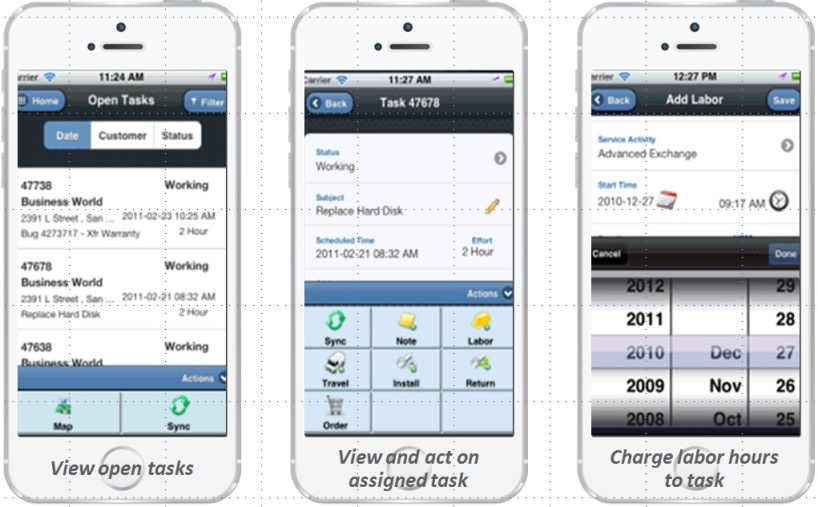 rrier
11:24 AM
Home
Open Tasks
Filter
Date
Customer
Status
47738
Working
Business World
2391 L Street , San ...
2011-02-23 10:25 AM
Bug 4273717 - Xfr Warranty
2 Hour
47678
Working
Business World
2391 L Street , San ...
2011-02-21 08:32 AM
Replace Hard Disk
2 Hour
47638
Working
Business World
Actions
Map
Sync
View open tasks
Carrier
11:27 AM
Back
Task 47678
Status
Working
Subject
Replace Hard Disk
Scheduled Time
Effort
2011-02-21 08:32 AM
2 Hour
Actions
Sync
Note
Labor
Travel
Install
Return
Order
View and act on
assigned task
arrier
12:27 PM
Back
Add Labor
Save
Service Activity
Advanced Exchange
Start Time
2010-12-27
09:17 AM
Cancel
Done
2012
29
2011
28
2010
Dec
27
2009
Nov
26
2008
Oct
25
Charge labor hours
to task